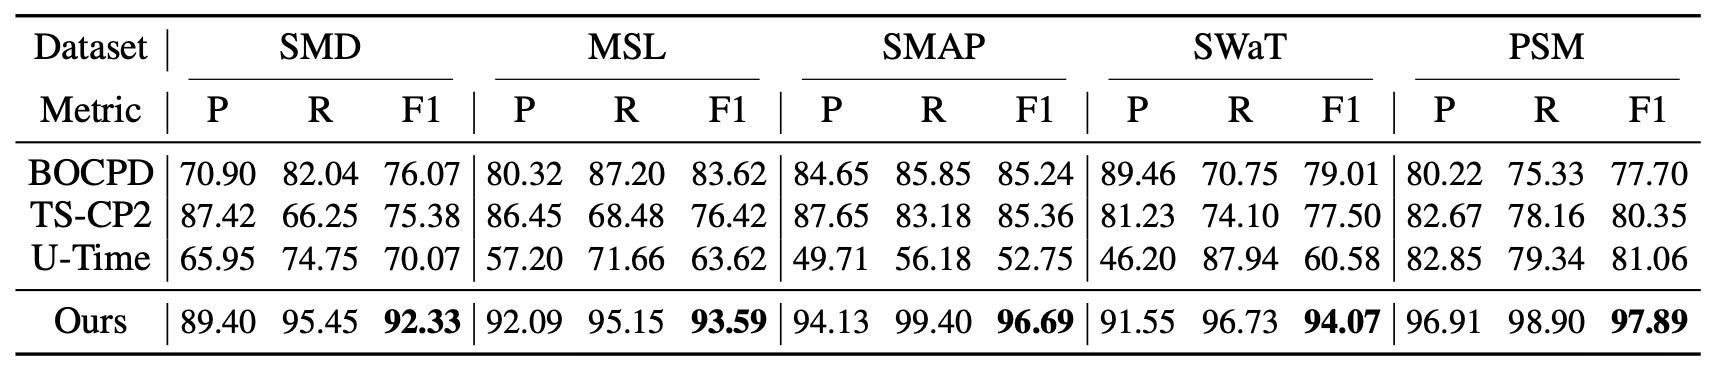 Dataset SMD MSL SMAP SWaT PSM
Metric P R F1 P R F1 P R F1 P R F1 P R F1
BOCPD 70.90 82.04 76.07 80.32 87.20 83.62 84.65 85.85 85.24 89.46 70.75 79.01 80.22 75.33 77.70
TS-CP2 87.42 66.25 75.38 86.45 68.48 76.42 87.65 83.18 85.36 81.23 74.10 77.50 82.67 78.16 80.35
U-Time 65.95 74.75 70.07 57.20 71.66 63.62 49.71 56.18 52.75 46.20 87.94 60.58 82.85 79.34 81.06
Ours 89.40 95.45 92.33 92.09 95.15 93.59 94.13 99.40 96.69 91.55 96.73 94.07 96.91 98.90 97.89